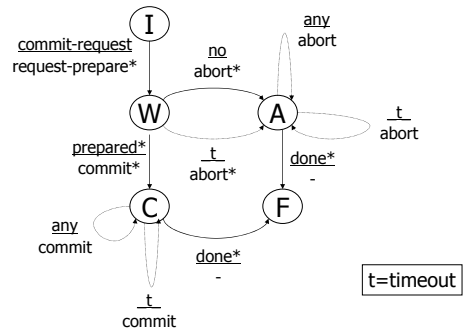 I
commit-request
request-prepare*
no
abort*
any
abort
W
A
t
abort
prepared*
commit*
t
abort*
done*
-
C
F
any
commit
done*
-
t
commit
t=timeout